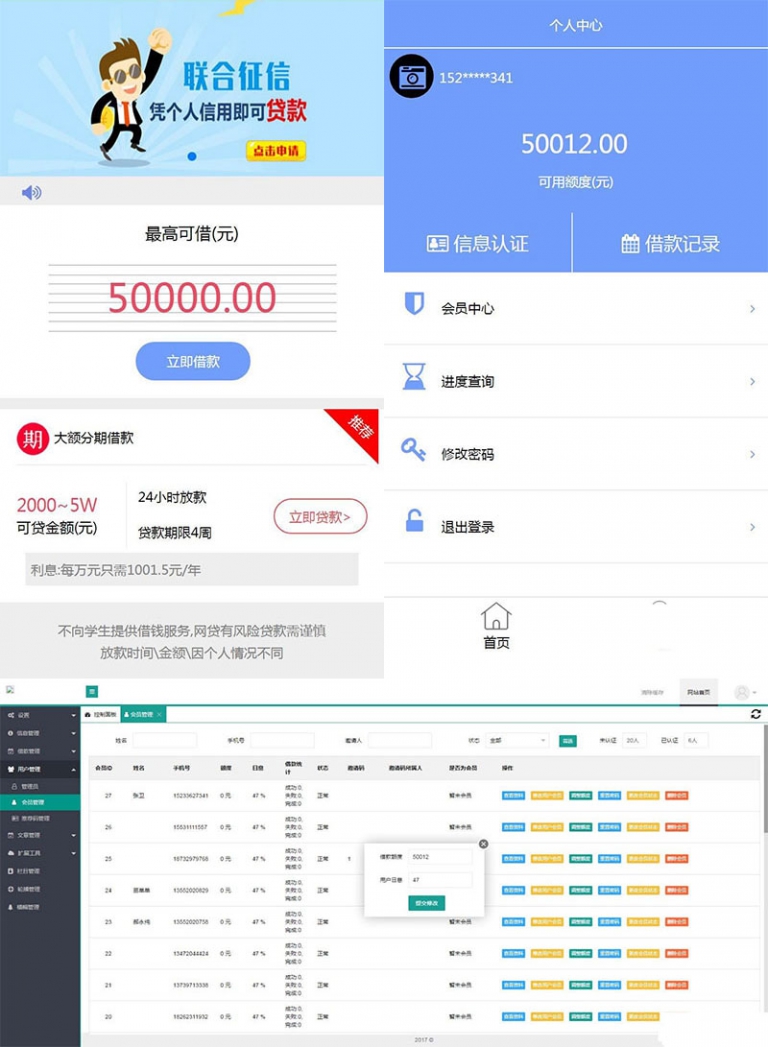 联合征信
凭个人信用即可贷款
点击申请
最高可借(元)
50000.00
立即借款
推荐
期 大额分期借款
2000~5W
可贷金额(元)
24小时放款
贷款期限4周
立即贷款>
利息:每万元只需1001.5元/年
不向学生提供借钱服务,网贷有风险贷款需谨慎
放款时间\金额\因个人情况不同
个人中心
152*****341
50012.00
可用额度(元)
信息认证
借款记录
会员中心
进度查询
修改密码
退出登录
首页
网站首页
设置
信息管理
借款管理
用户管理
管理员
会员管理
推荐码管理
文章管理
扩展工具
栏目管理
轮播管理
控制面板 会员管理
姓名 手机号 邀请人 状态 全部 未认证 20人 已认证 6人
会员ID 姓名 手机号 额度 日息 借款统计 状态 邀请码 邀请码所属人 是否为会员 操作
27 张卫 15233627341 0 元 47 % 成功:0, 失败:0, 完成:0 正常 暂未会员
26 15531111557 0 元 47 % 成功:0, 失败:0, 完成:0 正常 暂未会员
25 18732979768 0 元 47 % 成功:0, 失败:0, 完成:0 正常 1
24 13552020829 0 元 47 % 成功:0, 失败:0, 完成:0 正常
23 13552020758 0 元 47 % 成功:0, 失败:0, 完成:0 正常 暂未会员
22 13472044424 0 元 47 % 成功:0, 失败:0, 完成:0 正常 暂未会员
21 13739713338 0 元 47 % 成功:0, 失败:0, 完成:0 正常 暂未会员
20 18262311932 0 元 47 % 成功:0, 失败:0, 完成:0 正常 暂未会员
借款额度 50012
用户日息 47
提交修改
2017 ©